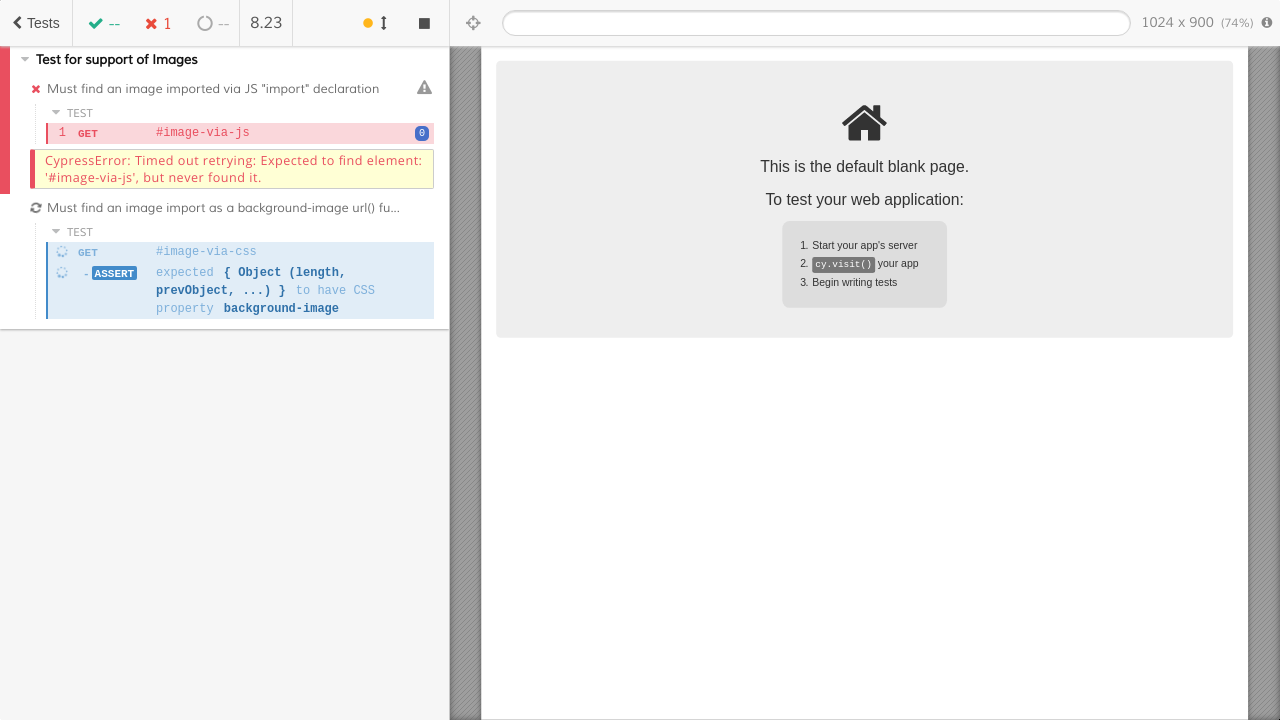 Tests
--
1
--
8.23
1024 x 900 (74%)
Test for support of Images
Must find an image imported via JS "import" declaration
TEST
1 GET #image-via-js 0
CypressError: Timed out retrying: Expected to find element:
'#image-via-js', but never found it.
Must find an image import as a background-image url() fu...
TEST
GET #image-via-css
- ASSERT expected { Object (length,
prevObject, ...) } to have CSS
property background-image
This is the default blank page.
To test your web application:
1. Start your app's server
2. cy.visit() your app
3. Begin writing tests